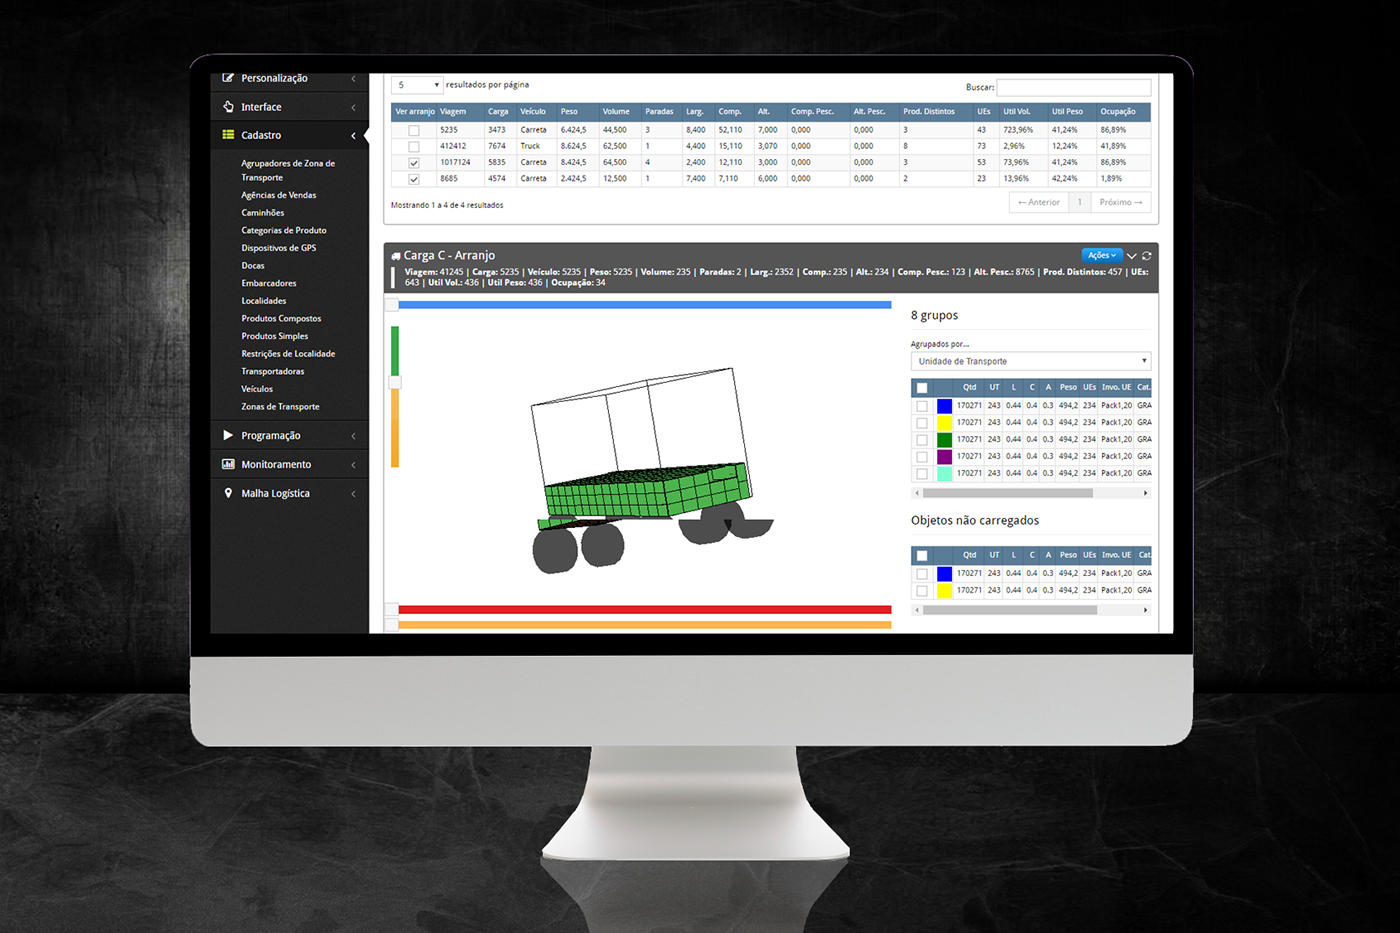 Personalização
Interface
Cadastro
Agrupadores de Zona de
Transporte
Agências de Vendas
Caminhões
Categorias de Produto
Dispositivos de GPS
Docas
Embarcadores
Localidades
Produtos Compostos
Produtos Simples
Restrições de Localidade
Transportadoras
Veículos
Zonas de Transporte
Programação
Monitoramento
Malha Logística
5 resultados por página
Buscar:
Ver arranjo Viagem Carga Veículo Peso Volume Paradas Larg. Comp. Alt. Comp. Pesc. Alt. Pesc. Prod. Distintos UEs Util Vol. Util Peso Ocupação
5235 3473 Carreta 6.424,5 44,500 3 8,400 52,110 7,000 0,000 0,000 3 43 723,96% 41,24% 86,89%
412412 7674 Truck 8.624,5 62,500 1 4,400 15,110 3,070 0,000 0,000 8 73 2,96% 12,24% 41,89%
1017124 5835 Carreta 8.424,5 64,500 4 2,400 12,110 3,000 0,000 0,000 3 53 73,96% 41,24% 86,89%
8685 4574 Carreta 2.424,5 12,500 1 7,400 7,110 6,000 0,000 0,000 2 23 13,96% 42,24% 1,89%
Mostrando 1 a 4 de 4 resultados
← Anterior 1 Próximo →
Carga C - Arranjo
Ações
Viagem: 41245 | Carga: 5235 | Veículo: 5235 | Peso: 5235 | Volume: 235 | Paradas: 2 | Larg.: 2352 | Comp.: 235 | Alt.: 234 | Comp. Pesc.: 123 | Alt. Pesc.: 8765 | Prod. Distintos: 457 | UEs:
643 | Util Vol.: 436 | Util Peso: 436 | Ocupação: 34
8 grupos
Agrupados por...
Unidade de Transporte
Qtd UT L C A Peso UEs Invo. UE Cat.
170271 243 0.44 0.4 0.3 494,2 234 Pack1,20 GRA
170271 243 0.44 0.4 0.3 494,2 234 Pack1,20 GRA
170271 243 0.44 0.4 0.3 494,2 234 Pack1,20 GRA
170271 243 0.44 0.4 0.3 494,2 234 Pack1,20 GRA
170271 243 0.44 0.4 0.3 494,2 234 Pack1,20 GRA
Objetos não carregados
Qtd UT L C A Peso UEs Invo. UE Cat.
170271 243 0.44 0.4 0.3 494,2 234 Pack1,20 GRA
170271 243 0.44 0.4 0.3 494,2 234 Pack1,20 GRA